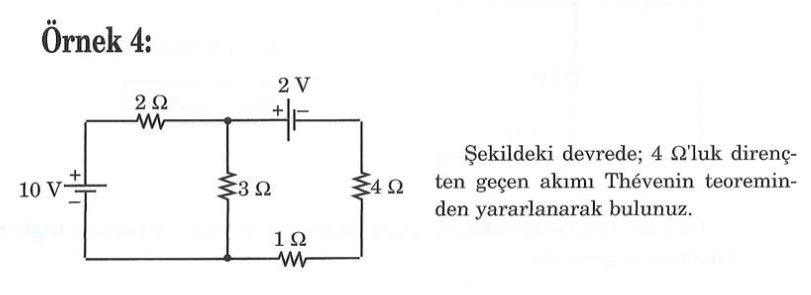 Örnek 4:
2 V
2 Ω
+ −
10 V
+
−
3 Ω
4 Ω
1 Ω
Şekildeki devrede; 4 Ω'luk direnç-
ten geçen akımı Thévenin teoremin-
den yararlanarak bulunuz.